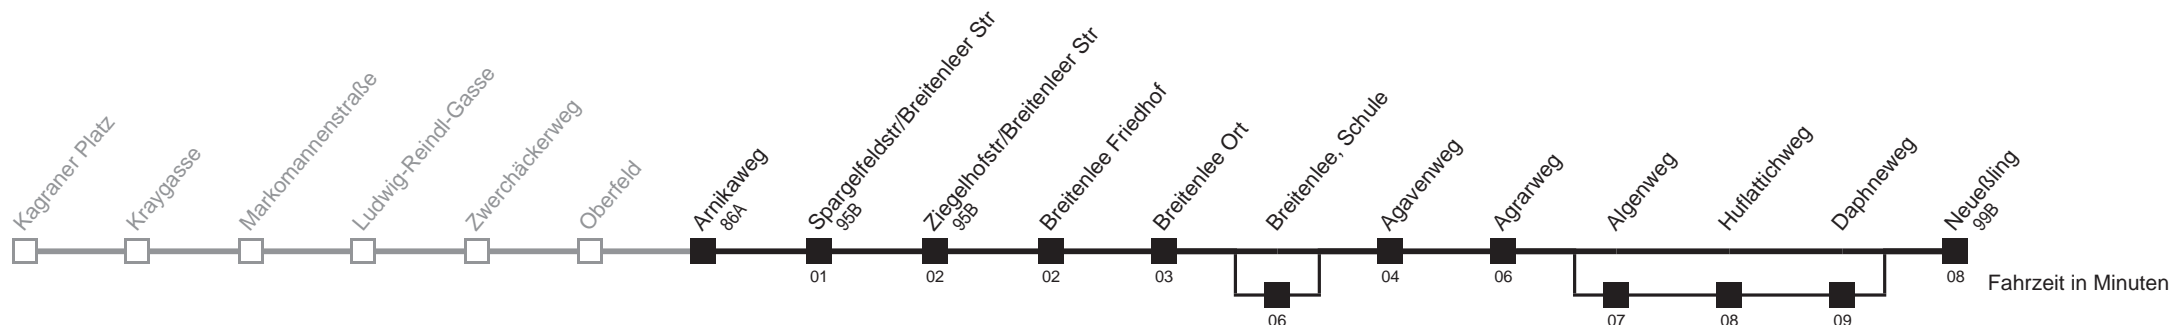 Kagraner Platz
Kraygasse
Markomannenstraße
Ludwig-Reindl-Gasse
Zwerchäckerweg
Oberfeld
Arnikaweg
86A
Spargelfeldstr/Breitenleer Str
95B
01
Ziegelhofstr/Breitenleer Str
95B
02
Breitenlee Friedhof
02
Breitenlee Ort
03
Breitenlee, Schule
06
Agavenweg
04
Agrarweg
06
Algenweg
07
Huflattichweg
08
Daphneweg
09
Neueßling
99B
08
Fahrzeit in Minuten